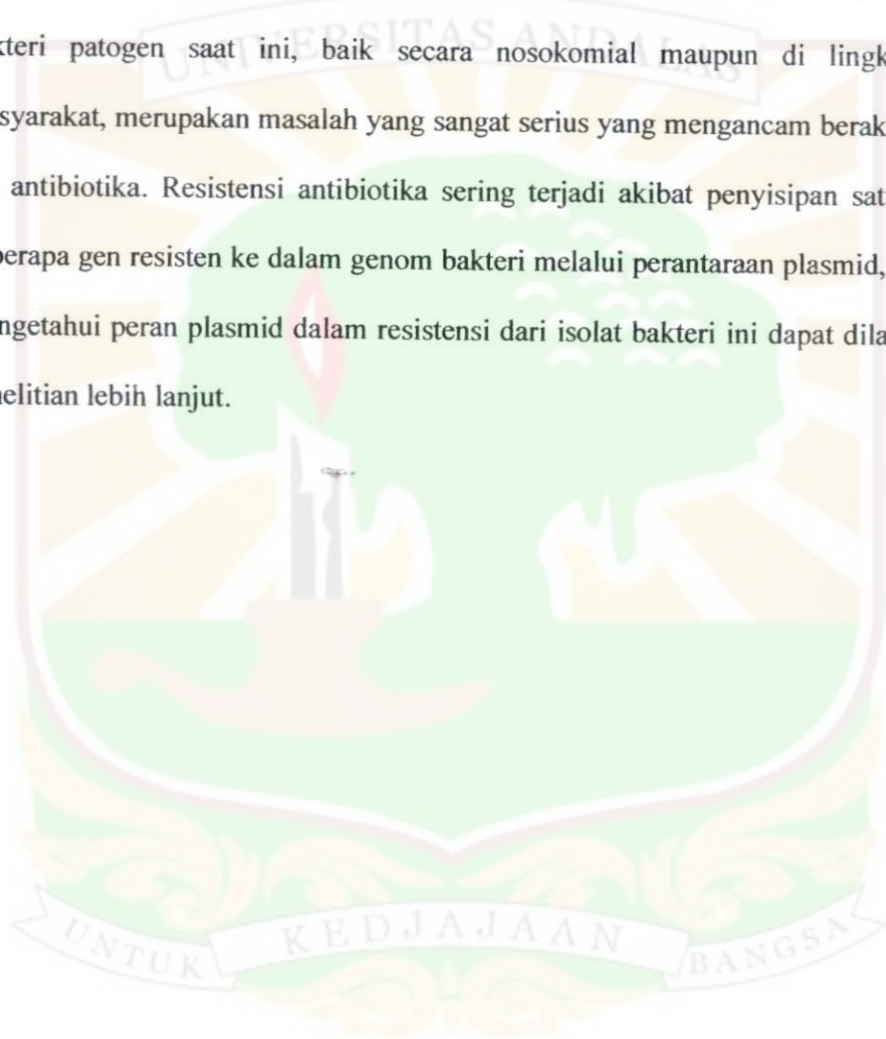 UNIVERSITAS ANDALAS
kteri patogen saat ini, baik secara nosokomial maupun di lingk
syarakat, merupakan masalah yang sangat serius yang mengancam berak
antibiotika. Resistensi antibiotika sering terjadi akibat penyisipan sat
berapa gen resisten ke dalam genom bakteri melalui perantaraan plasmid,
ngetahui peran plasmid dalam resistensi dari isolat bakteri ini dapat dila
nelitian lebih lanjut.
UNTUK KEDJAJAAN BANGSA